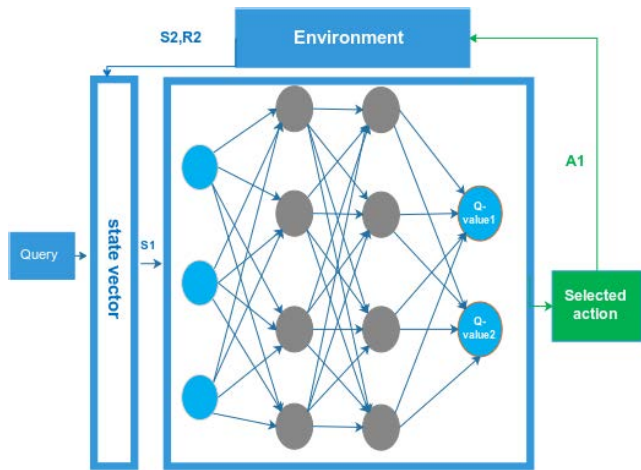 S2,R2
Environment
A1
Query
state vector
S1
Q-
value1
Q-
value2
Selected
action